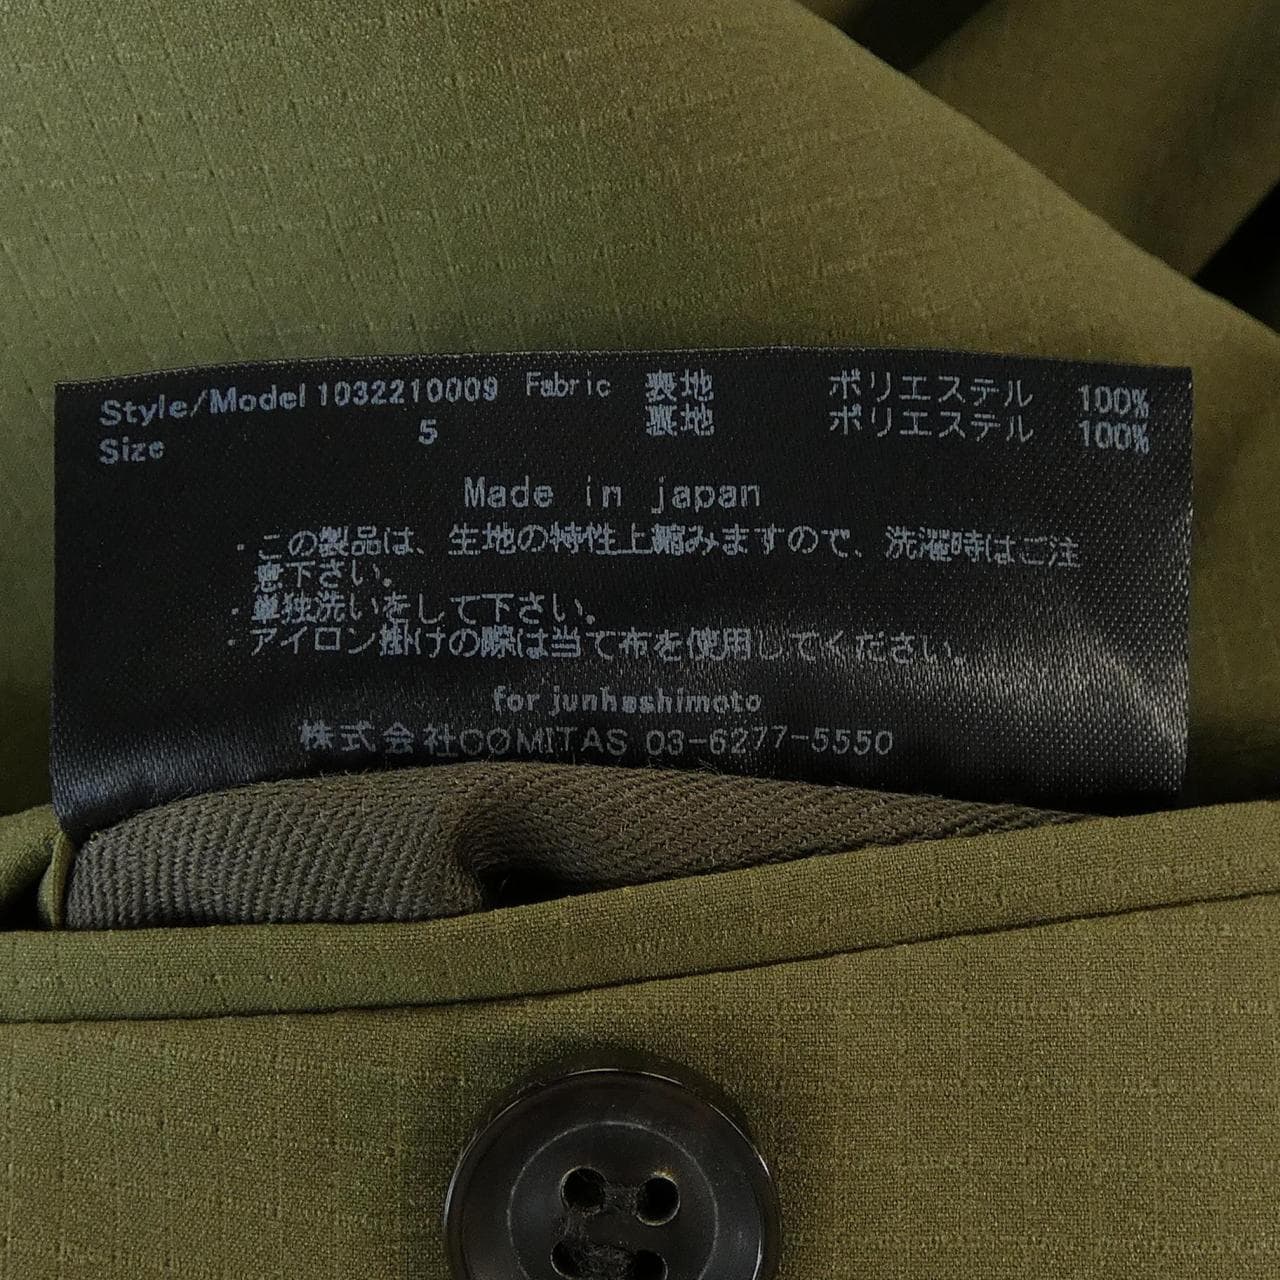 Style/Model 1032210009 Fabric 表地 ポリエステル 100%
Size 5 裏地 ポリエステル 100%
Made in japan
・この製品は、生地の特性上縮みますので、洗濯時はご注
意下さい。
・単独洗いをして下さい。
・アイロン掛けの際は当て布を使用してください。
for junhashimoto
株式会社COMITAS 03-6277-5550